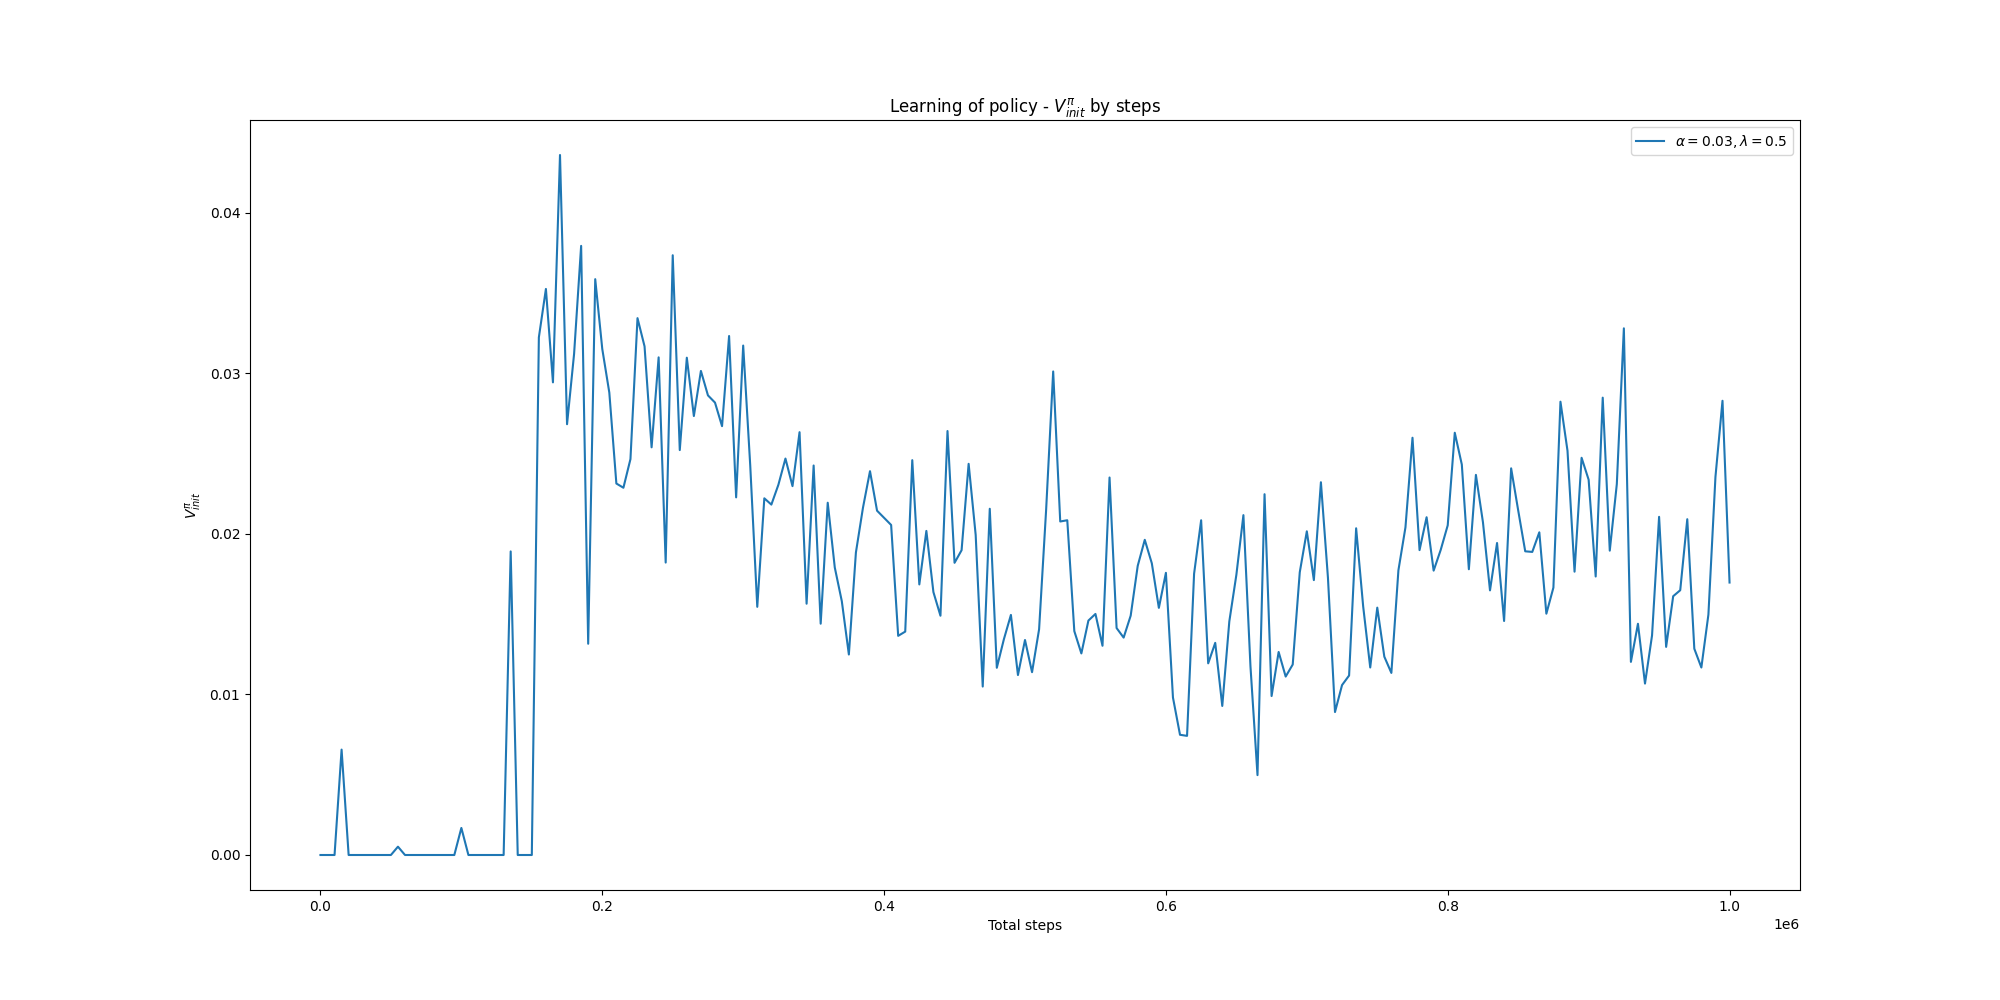 Learning of policy - $V^{\pi}_{init}$ by steps
α = 0.03, λ = 0.5
0.04
0.03
0.02
0.01
0.00
$V^{\pi}_{init}$
0.0 0.2 0.4 0.6 0.8 1.0
Total steps
1e6